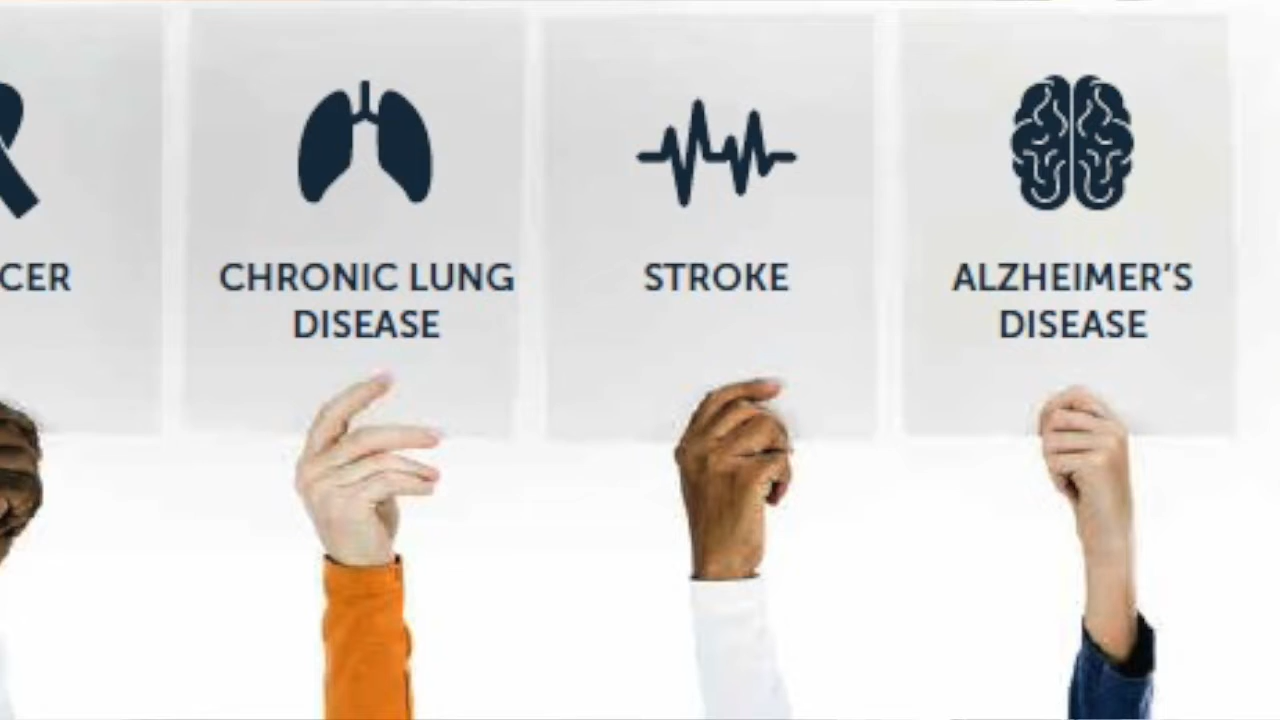 CER
CHRONIC LUNG
DISEASE
STROKE
ALZHEIMER'S
DISEASE